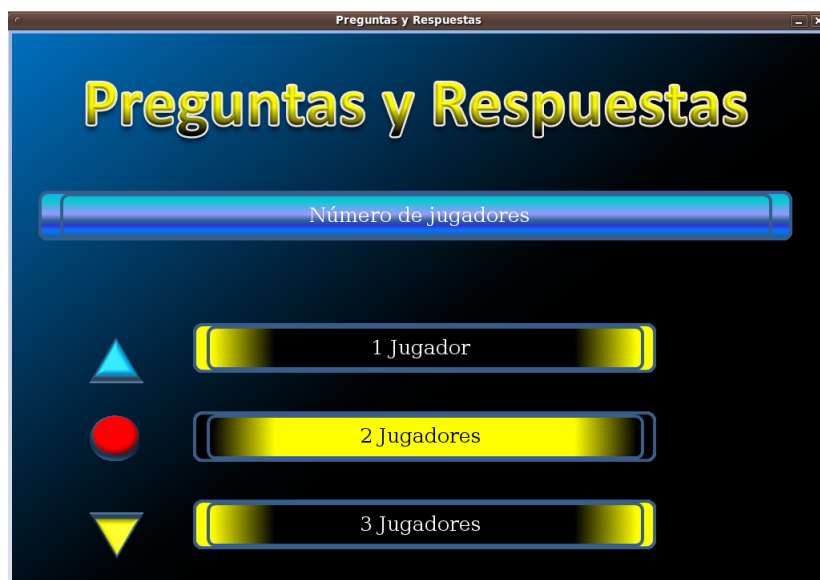 Preguntas y Respuestas
Preguntas y Respuestas
Número de jugadores
1 Jugador
2 Jugadores
3 Jugadores